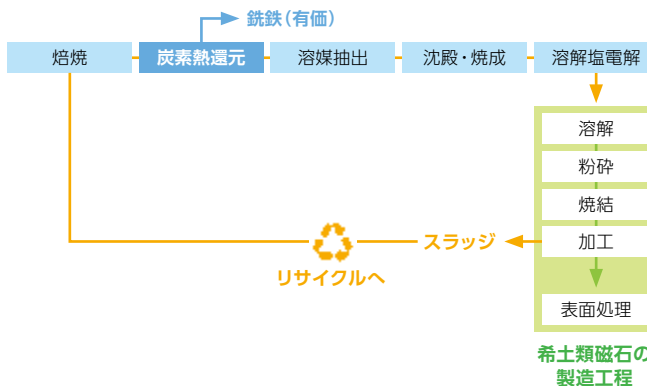 銑鉄(有価)
焙焼
炭素熱還元
溶媒抽出
沈殿・焼成
溶解塩電解
溶解
粉砕
焼結
加工
スラッジ
リサイクルへ
表面処理
希土類磁石の
製造工程